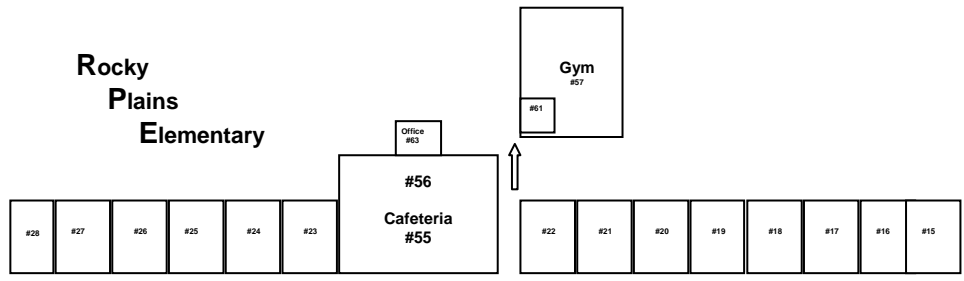 Rocky
Plains
Elementary
Gym
#57
#61
Office
#63
#56
Cafeteria
#55
#28 #27 #26 #25 #24 #23
#22 #21 #20 #19 #18 #17 #16 #15